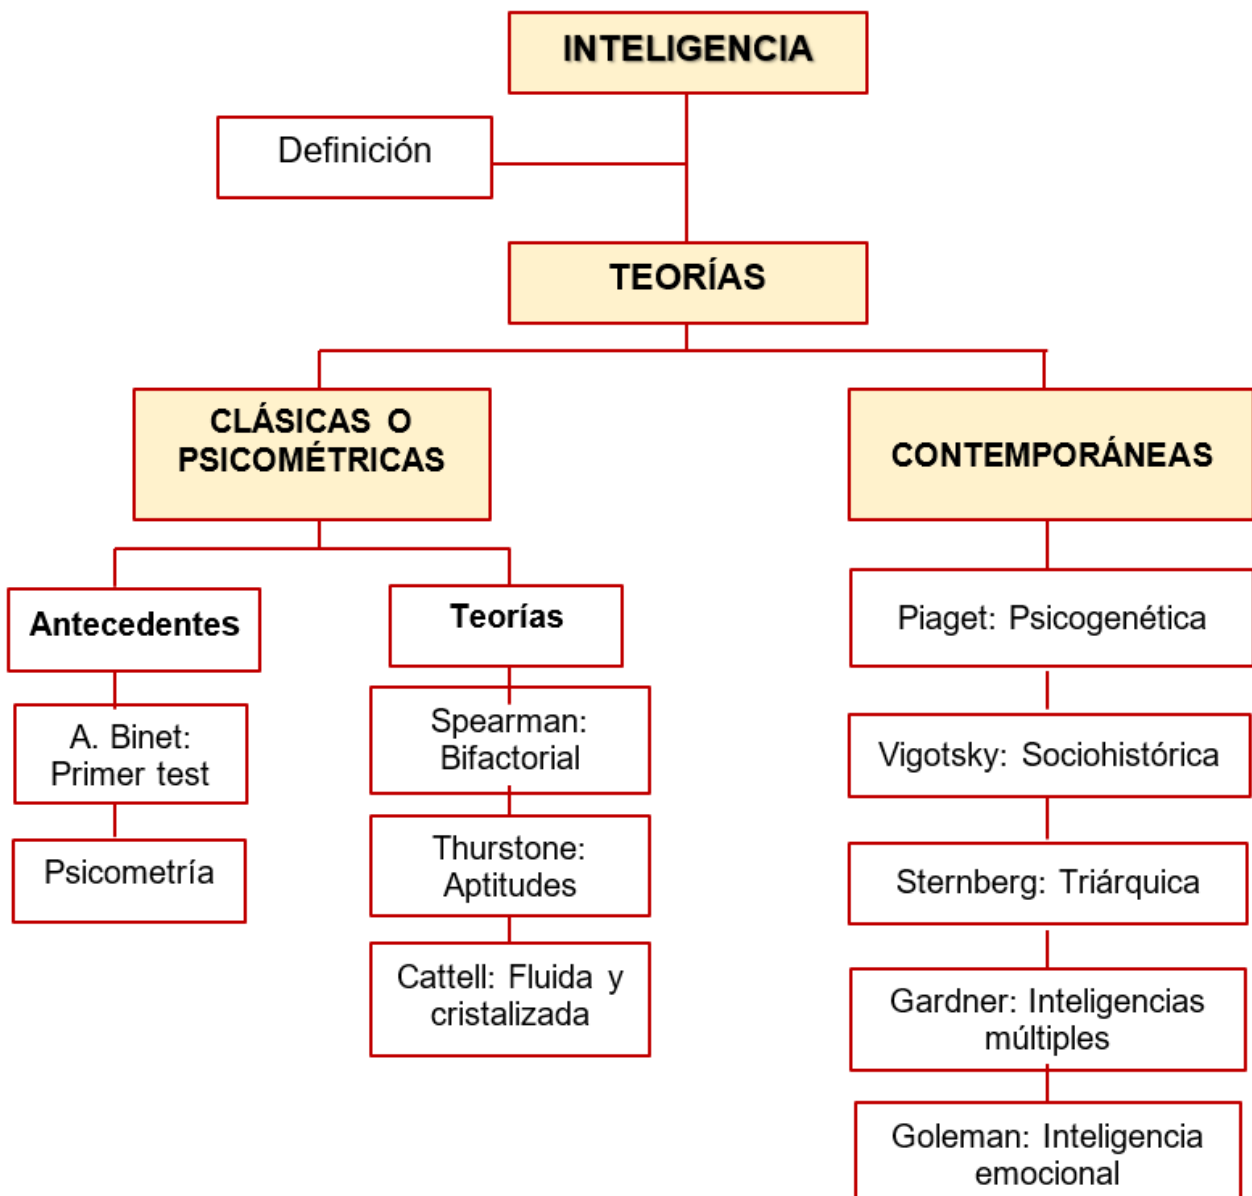 INTELIGENCIA
Definición
TEORÍAS
CLÁSICAS O
PSICOMÉTRICAS
CONTEMPORÁNEAS
Antecedentes
A. Binet:
Primer test
Psicometría
Teorías
Spearman:
Bifactorial
Thurstone:
Aptitudes
Cattell: Fluida y
cristalizada
Piaget: Psicogenética
Vigotsky: Sociohistórica
Sternberg: Triárquica
Gardner: Inteligencias
múltiples
Goleman: Inteligencia
emocional